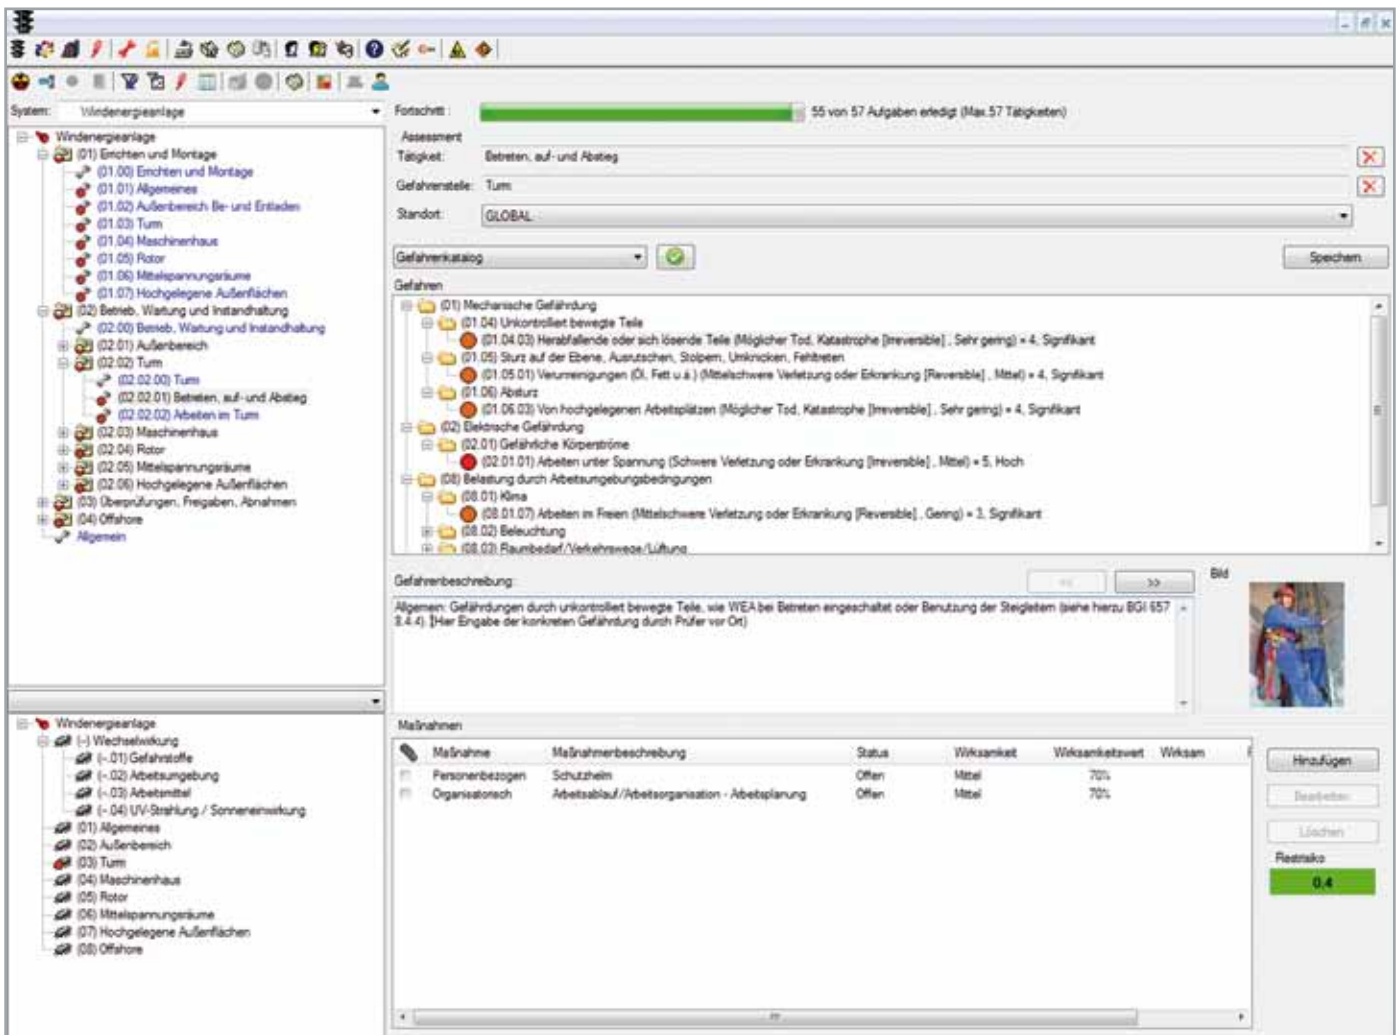 System: Windenergieanlage
Windenergieanlage
(01) Errichten und Montage
(01.00) Errichten und Montage
(01.01) Allgemeines
(01.02) Außenbereich Be- und Entladen
(01.03) Turm
(01.04) Maschinenhaus
(01.05) Rotor
(01.06) Mittelspannungsräume
(01.07) Hochgelegene Außenflächen
(02) Betrieb, Wartung und Instandhaltung
(02.00) Betrieb, Wartung und Instandhaltung
(02.01) Außenbereich
(02.02) Turm
(02.02.00) Turm
(02.02.01) Betreten, auf- und Abstieg
(02.02.02) Arbeiten im Turm
(02.03) Maschinenhaus
(02.04) Rotor
(02.05) Mittelspannungsräume
(02.06) Hochgelegene Außenflächen
(03) Überprüfungen, Freigaben, Abnahmen
(04) Offshore
Allgemein
Windenergieanlage
(-) Wechselwirkung
(-.01) Gefahrstoffe
(-.02) Arbeitsumgebung
(-.03) Arbeitsmittel
(-.04) UV-Strahlung / Sonneneinwirkung
(01) Allgemeines
(02) Außenbereich
(03) Turm
(04) Maschinenhaus
(05) Rotor
(06) Mittelspannungsräume
(07) Hochgelegene Außenflächen
(08) Offshore
Fortschritt : 55 von 57 Aufgaben erledigt (Max.57 Tätigkeiten)
Assessment
Tätigkeit: Betreten, auf- und Abstieg
Gefahrenstelle: Turm
Standort: GLOBAL
Gefahrenkatalog Speichern
Gefahren
(01) Mechanische Gefährdung
(01.04) Unkontrolliert bewegte Teile
(01.04.03) Herabfallende oder sich lösende Teile (Möglicher Tod, Katastrophe [Irreversible] , Sehr gering) = 4, Signifikant
(01.05) Sturz auf der Ebene, Ausrutschen, Stolpern, Umknicken, Fehltreten
(01.05.01) Verunreinigungen (Öl, Fett u.ä.) (Mittelschwere Verletzung oder Erkrankung [Reversible] , Mittel) = 4, Signifikant
(01.06) Absturz
(01.06.03) Von hochgelegenen Arbeitsplätzen (Möglicher Tod, Katastrophe [Irreversible] , Sehr gering) = 4, Signifikant
(02) Elektrische Gefährdung
(02.01) Gefährliche Körperströme
(02.01.01) Arbeiten unter Spannung (Schwere Verletzung oder Erkrankung [Irreversible] , Mittel) = 5, Hoch
(08) Belastung durch Arbeitsumgebungsbedingungen
(08.01) Klima
(08.01.07) Arbeiten im Freien (Mittelschwere Verletzung oder Erkrankung [Reversible] , Gering) = 3, Signifikant
(08.02) Beleuchtung
(08.03) Raumbedarf/Verkehrswege/Lüftung
Gefahrenbeschreibung: << >> Bild
Allgemein: Gefährdungen durch unkontrolliert bewegte Teile, wie WEA bei Betreten eingeschaltet oder Benutzung der Steigleitern (siehe hierzu BGI 657
8.4.4). [Hier Eingabe der konkreten Gefährdung durch Prüfer vor Ort)
Maßnahmen
Maßnahme Maßnahmenbeschreibung Status Wirksamkeit Wirksamkeitswert Wirksam
Personenbezogen Schutzhelm Offen Mittel 70%
Organisatorisch Arbeitsablauf/Arbeitsorganisation - Arbeitsplanung Offen Mittel 70%
Hinzufügen
Bearbeiten
Löschen
Restrisiko
0,4